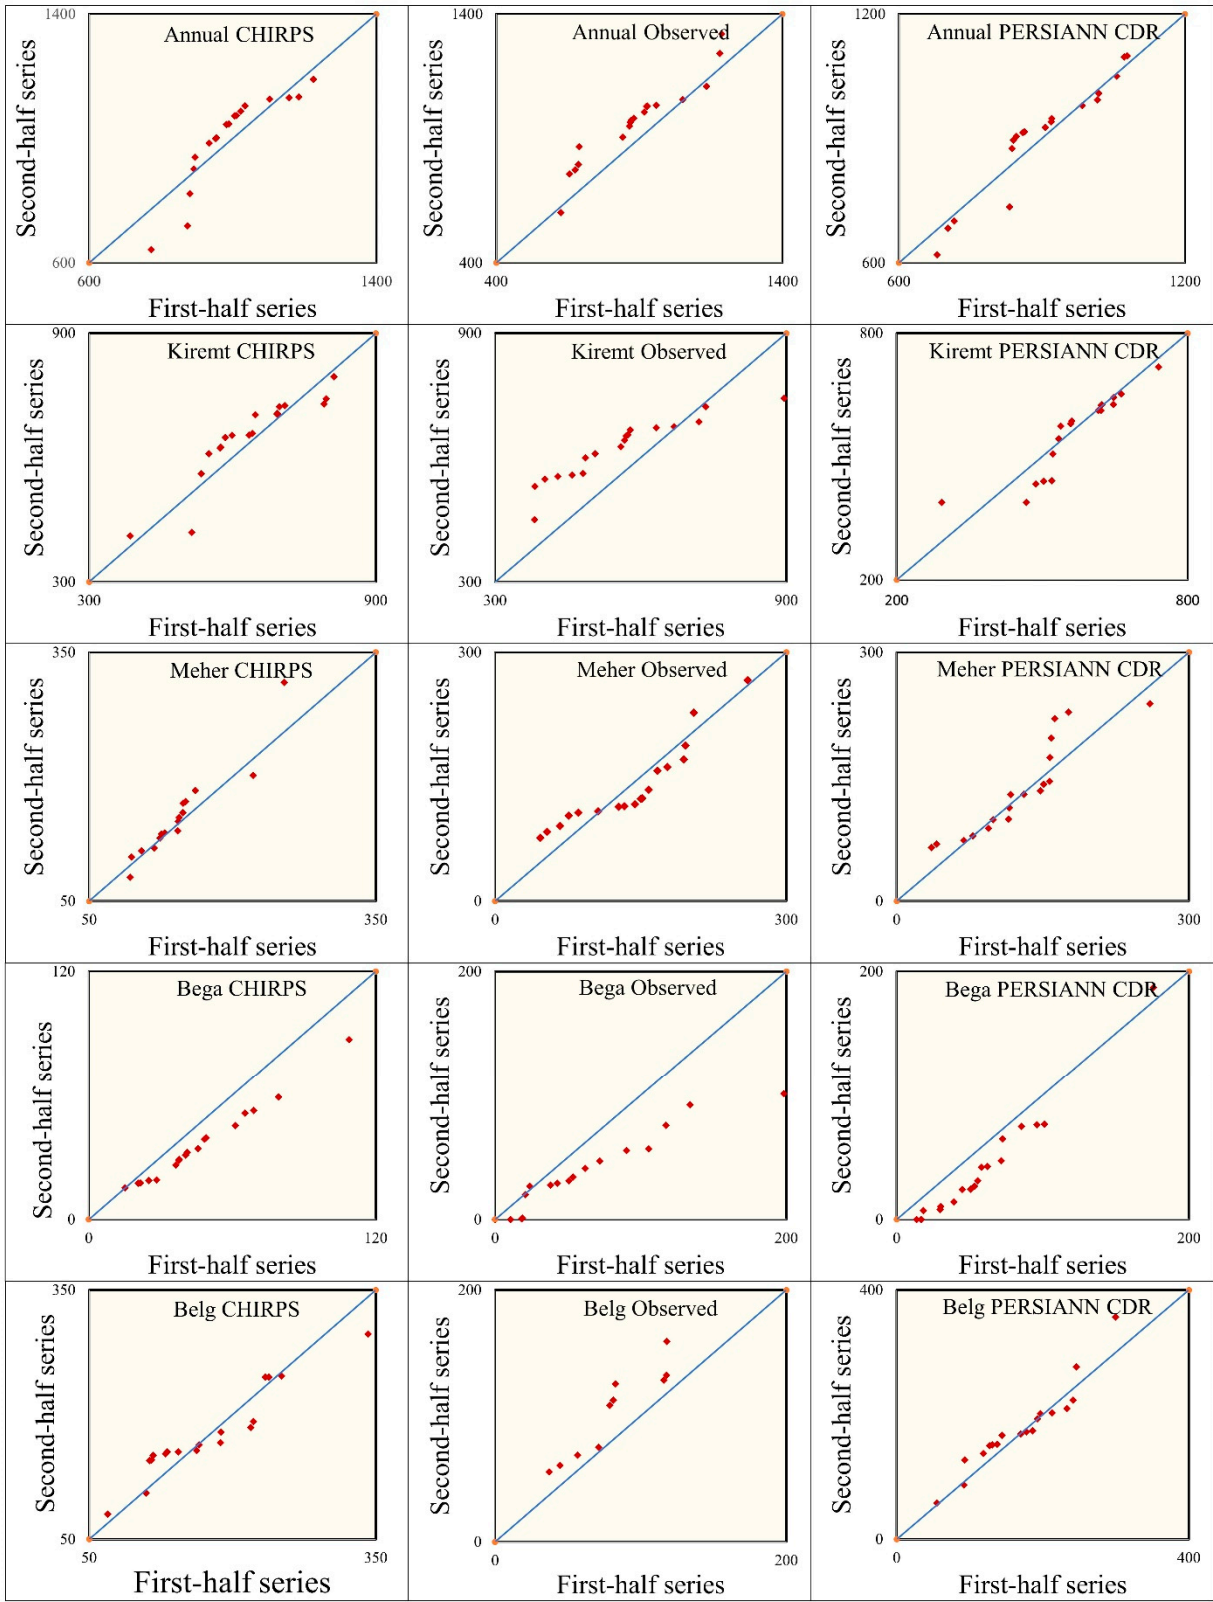 1400
Annual CHIRPS
Second-half series
600
600
1400
First-half series
1400
Annual Observed
Second-half series
400
400
1400
First-half series
1200
Annual PERSIANN CDR
Second-half series
600
600
1200
First-half series
900
Kiremt CHIRPS
Second-half series
300
300
900
First-half series
900
Kiremt Observed
Second-half series
300
300
900
First-half series
800
Kiremt PERSIANN CDR
Second-half series
200
200
800
First-half series
350
Meher CHIRPS
Second-half series
50
50
350
First-half series
300
Meher Observed
Second-half series
0
0
300
First-half series
300
Meher PERSIANN CDR
Second-half series
0
0
300
First-half series
120
Bega CHIRPS
Second-half series
0
0
120
First-half series
200
Bega Observed
Second-half series
0
0
200
First-half series
200
Bega PERSIANN CDR
Second-half series
0
0
200
First-half series
350
Belg CHIRPS
Second-half series
50
50
350
First-half series
200
Belg Observed
Second-half series
0
0
200
First-half series
400
Belg PERSIANN CDR
Second-half series
0
0
400
First-half series